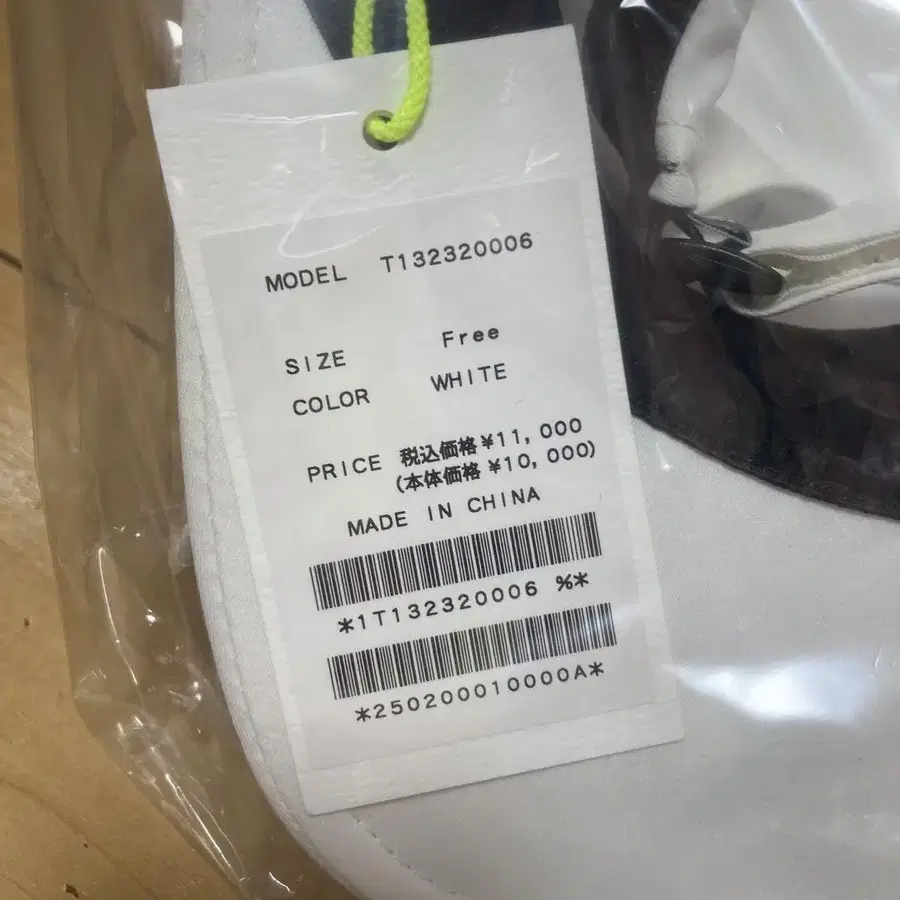 MODEL T132320006
SIZE Free
COLOR WHITE
PRICE 税込価格 ¥11,000
(本体価格 ¥10,000)
MADE IN CHINA
*1T132320006 %*
*250200010000A*